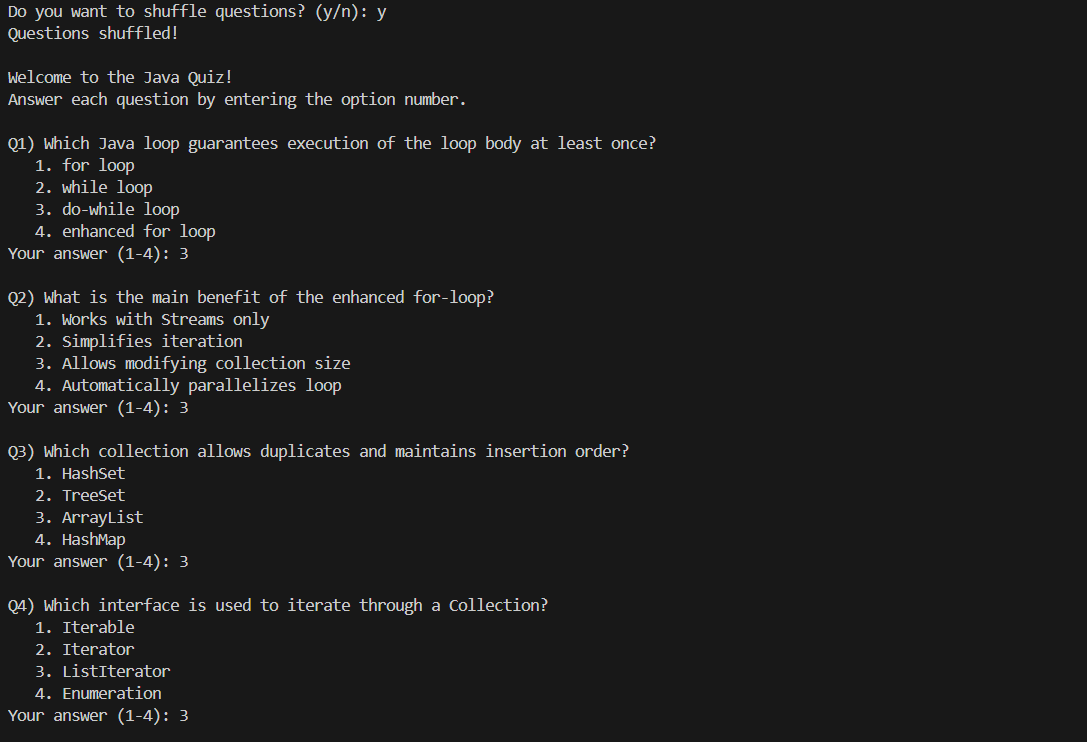 Do you want to shuffle questions? (y/n): y
Questions shuffled!
Welcome to the Java Quiz!
Answer each question by entering the option number.
Q1) Which Java loop guarantees execution of the loop body at least once?
1. for loop
2. while loop
3. do-while loop
4. enhanced for loop
Your answer (1-4): 3
Q2) What is the main benefit of the enhanced for-loop?
1. Works with Streams only
2. Simplifies iteration
3. Allows modifying collection size
4. Automatically parallelizes loop
Your answer (1-4): 3
Q3) Which collection allows duplicates and maintains insertion order?
1. HashSet
2. TreeSet
3. ArrayList
4. HashMap
Your answer (1-4): 3
Q4) Which interface is used to iterate through a Collection?
1. Iterable
2. Iterator
3. ListIterator
4. Enumeration
Your answer (1-4): 3